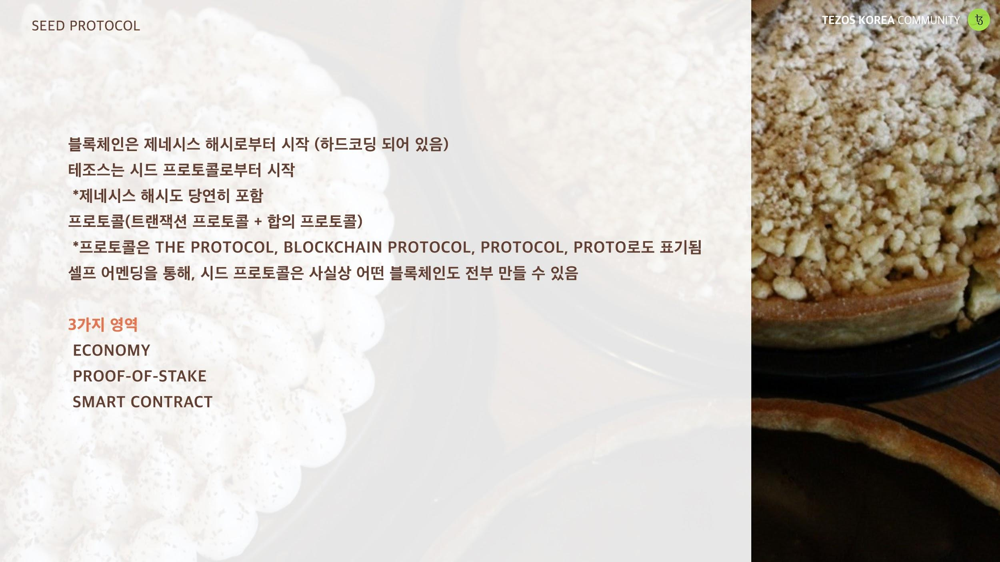 SEED PROTOCOL
TEZOS KOREA COMMUNITY
블록체인은 제네시스 해시로부터 시작 (하드코딩 되어 있음)
테조스는 시드 프로토콜로부터 시작
*제네시스 해시도 당연히 포함
프로토콜(트랜잭션 프로토콜 + 합의 프로토콜)
*프로토콜은 THE PROTOCOL, BLOCKCHAIN PROTOCOL, PROTOCOL, PROTO로도 표기됨
셀프 어멘딩을 통해, 시드 프로토콜은 사실상 어떤 블록체인도 전부 만들 수 있음
3가지 영역
ECONOMY
PROOF-OF-STAKE
SMART CONTRACT